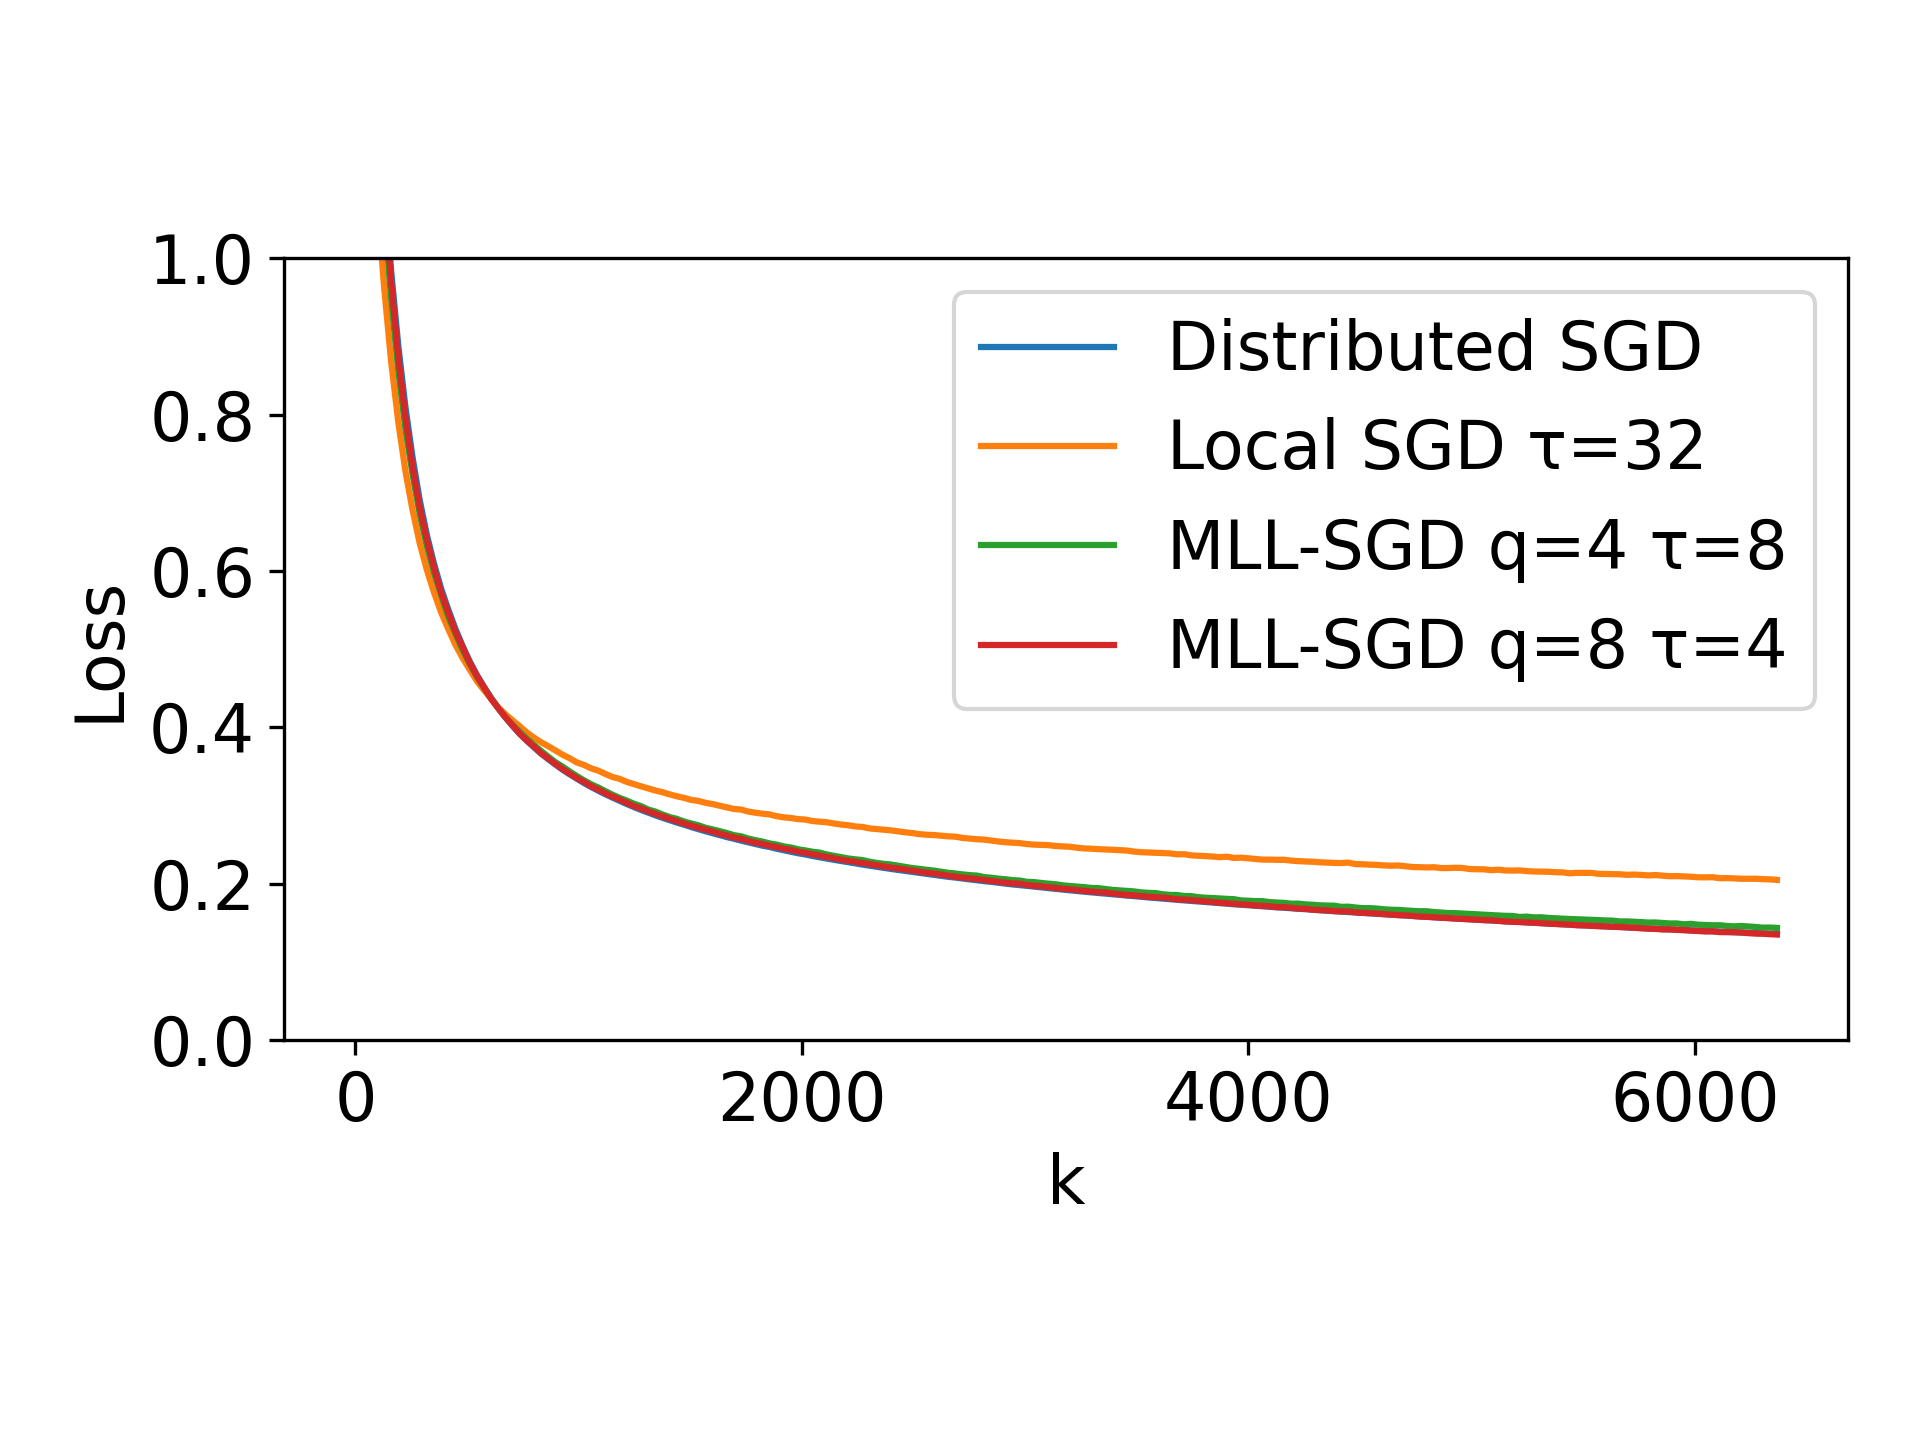 1.0
0.8
0.6
0.4
0.2
0.0
Loss
Distributed SGD
Local SGD τ=32
MLL-SGD q=4 τ=8
MLL-SGD q=8 τ=4
0 2000 4000 6000
k